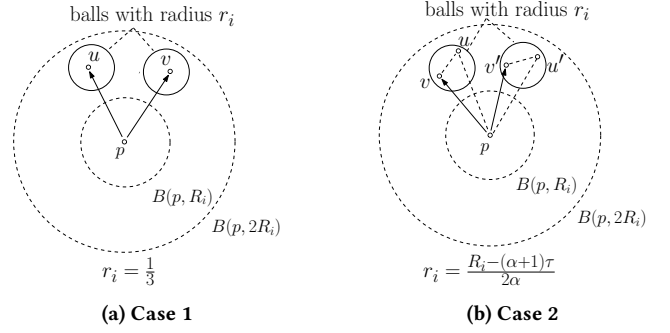 balls with radius r_i
u
v
p
B(p, R_i)
B(p, 2R_i)
r_i = 1/3
(a) Case 1
balls with radius r_i
u
v
v′
u′
p
B(p, R_i)
B(p, 2R_i)
r_i = (R_i−(α+1)τ)/(2α)
(b) Case 2